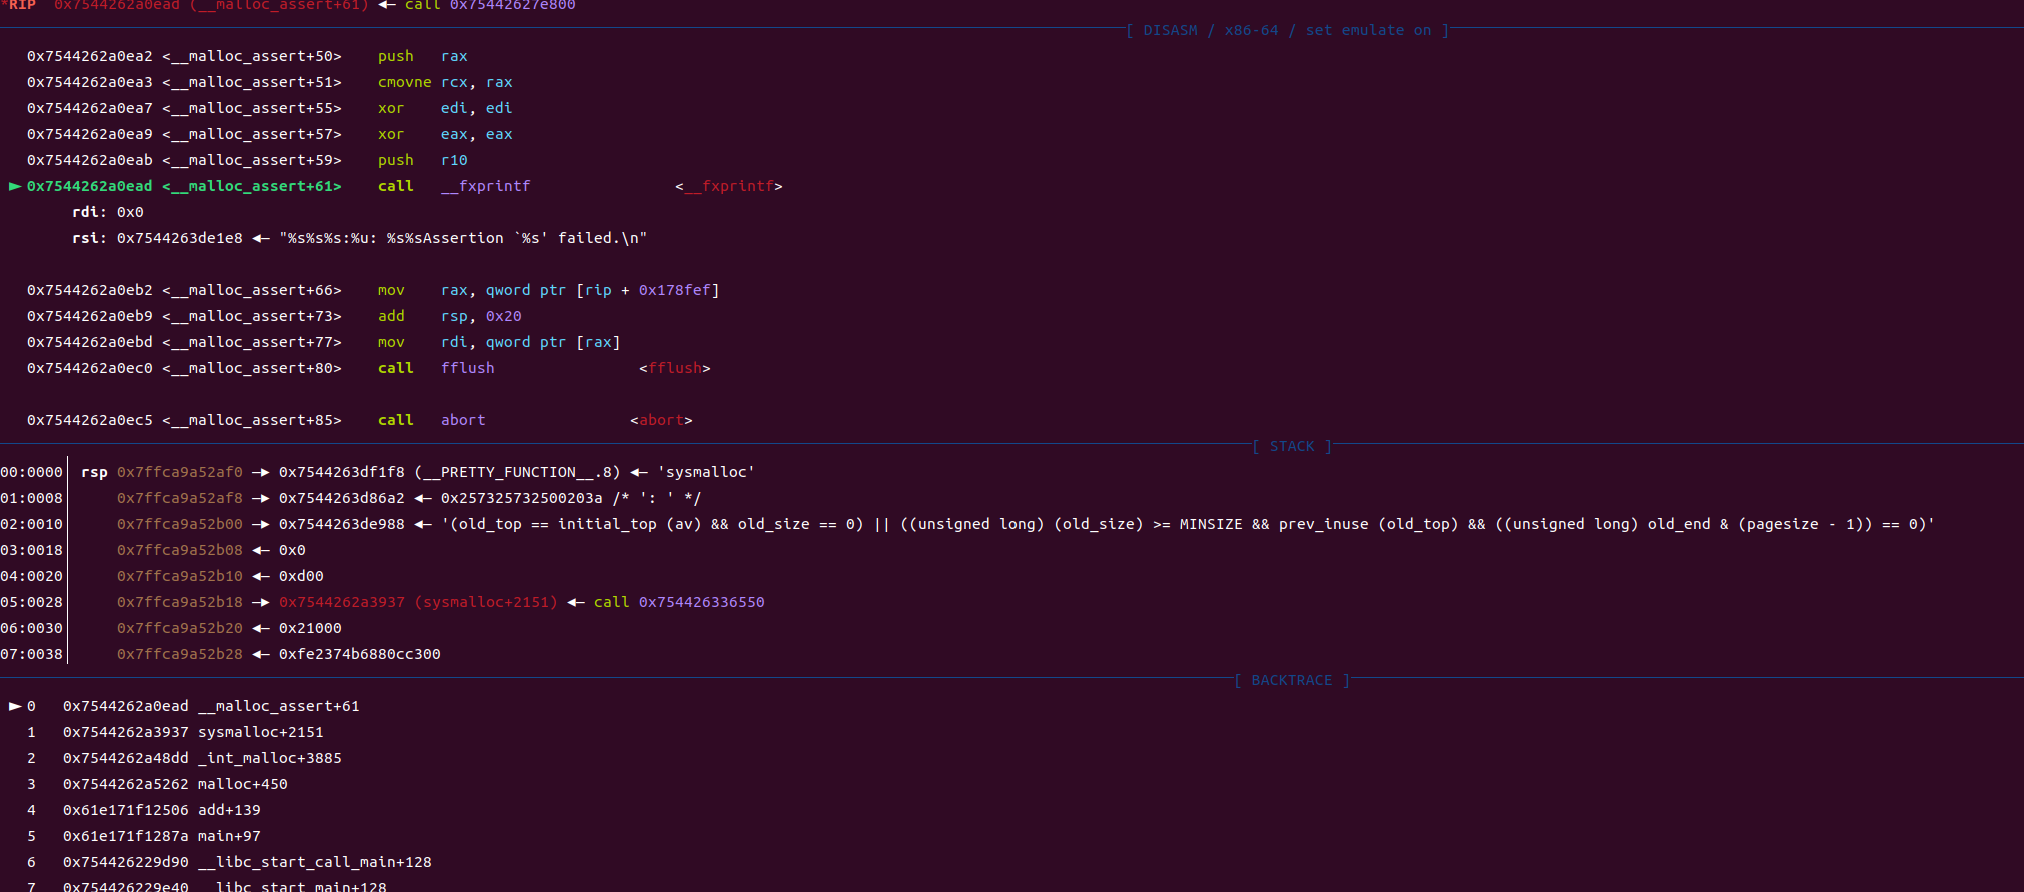 *RIP  0x7544262a0ead (__malloc_assert+61) ◂— call 0x75442627e800
[ DISASM / x86-64 / set emulate on ]
0x7544262a0ea2 <__malloc_assert+50>    push   rax
0x7544262a0ea3 <__malloc_assert+51>    cmovne rcx, rax
0x7544262a0ea7 <__malloc_assert+55>    xor    edi, edi
0x7544262a0ea9 <__malloc_assert+57>    xor    eax, eax
0x7544262a0eab <__malloc_assert+59>    push   r10
► 0x7544262a0ead <__malloc_assert+61>    call   __fxprintf                <__fxprintf>
rdi: 0x0
rsi: 0x7544263de1e8 ◂— "%s%s%s:%u: %s%sAssertion `%s' failed.\n"
0x7544262a0eb2 <__malloc_assert+66>    mov    rax, qword ptr [rip + 0x178fef]
0x7544262a0eb9 <__malloc_assert+73>    add    rsp, 0x20
0x7544262a0ebd <__malloc_assert+77>    mov    rdi, qword ptr [rax]
0x7544262a0ec0 <__malloc_assert+80>    call   fflush                <fflush>
0x7544262a0ec5 <__malloc_assert+85>    call   abort                <abort>
[ STACK ]
00:0000│ rsp 0x7ffca9a52af0 —▸ 0x7544263df1f8 (__PRETTY_FUNCTION__.8) ◂— 'sysmalloc'
01:0008│     0x7ffca9a52af8 —▸ 0x7544263d86a2 ◂— 0x257325732500203a /* ': ' */
02:0010│     0x7ffca9a52b00 —▸ 0x7544263de988 ◂— '(old_top == initial_top (av) && old_size == 0) || ((unsigned long) (old_size) >= MINSIZE && prev_inuse (old_top) && ((unsigned long) old_end & (pagesize - 1)) == 0)'
03:0018│     0x7ffca9a52b08 ◂— 0x0
04:0020│     0x7ffca9a52b10 ◂— 0xd00
05:0028│     0x7ffca9a52b18 —▸ 0x7544262a3937 (sysmalloc+2151) ◂— call 0x754426336550
06:0030│     0x7ffca9a52b20 ◂— 0x21000
07:0038│     0x7ffca9a52b28 ◂— 0xfe2374b6880cc300
[ BACKTRACE ]
► 0   0x7544262a0ead __malloc_assert+61
1   0x7544262a3937 sysmalloc+2151
2   0x7544262a48dd _int_malloc+3885
3   0x7544262a5262 malloc+450
4   0x61e171f12506 add+139
5   0x61e171f1287a main+97
6   0x754426229d90 __libc_start_call_main+128
7   0x754426229e40 __libc_start_main+128